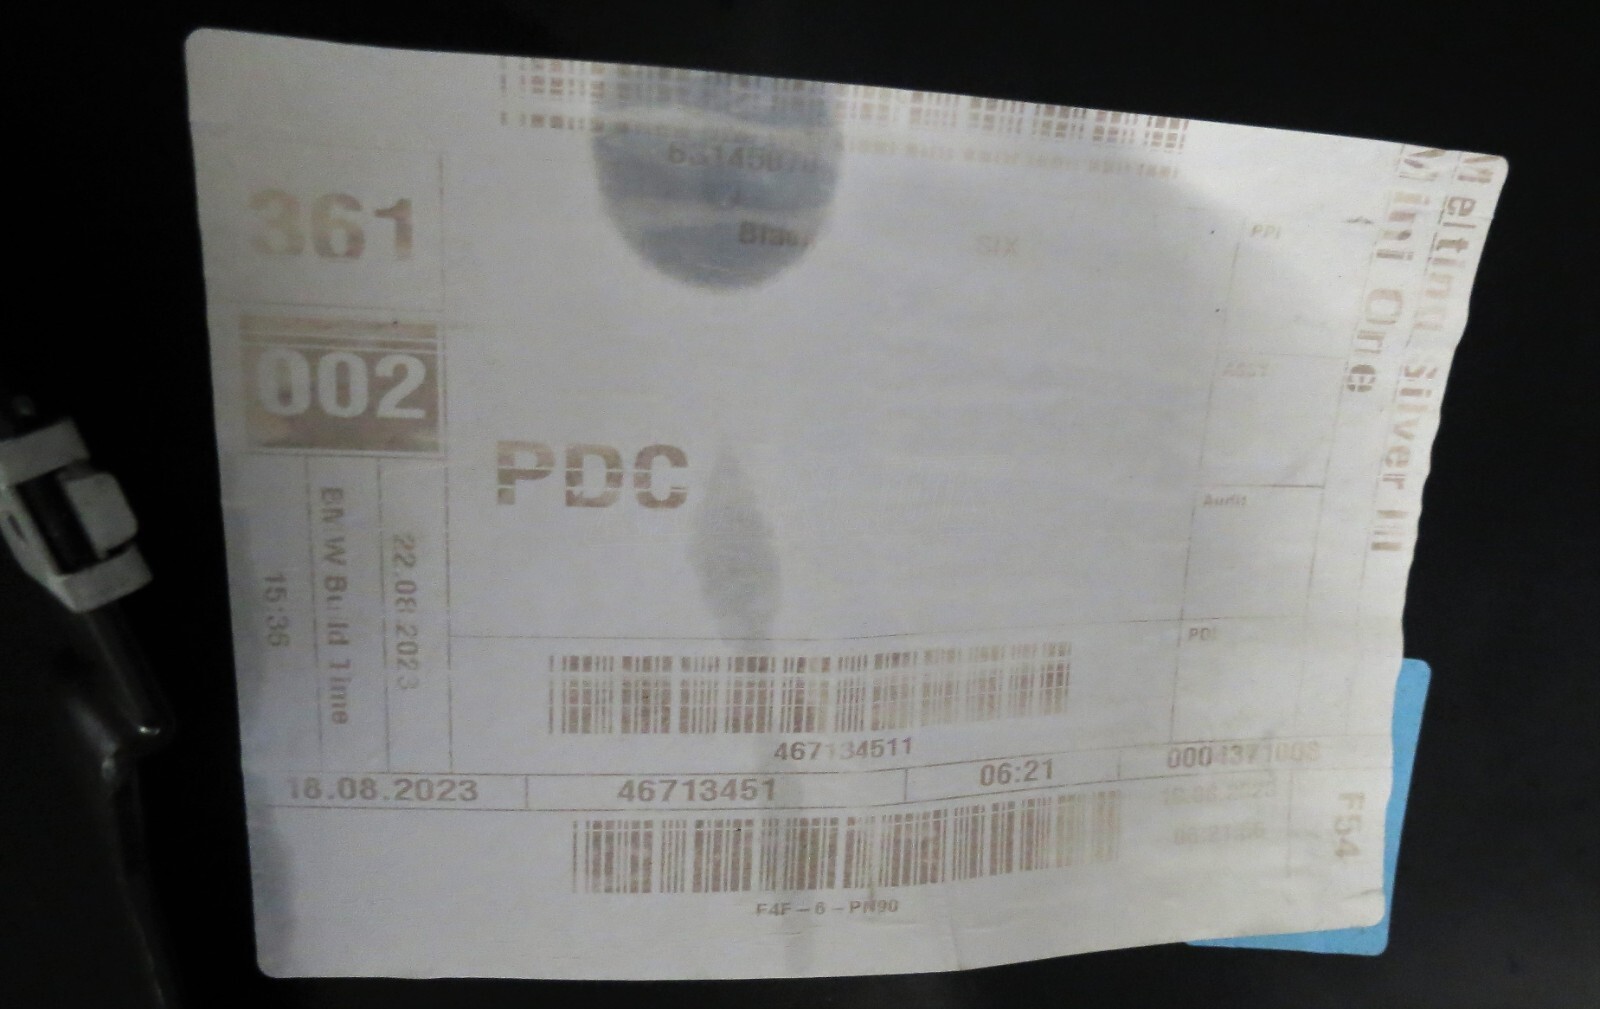 361
SIX
PPI
002
PDC
Audit
22.08.2023
BMW Build Time
15:36
PDI
467134511
18.08.2023
46713451
06:21
F4F-6-PN90
F54
Mini One
Melting silver III